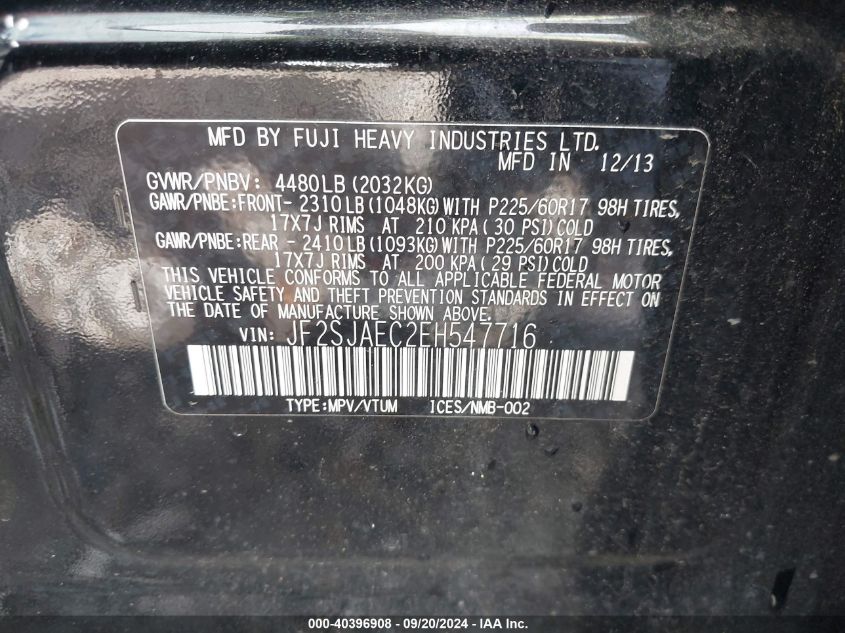 MFD BY FUJI HEAVY INDUSTRIES LTD.
MFD IN 12/13
GVWR/PNBV: 4480LB (2032KG)
GAWR/PNBE:FRONT- 2310LB (1048KG) WITH P225/60R17 98H TIRES,
17X7J RIMS AT 210 KPA ( 30 PSI) COLD
GAWR/PNBE:REAR - 2410LB (1093KG) WITH P225/60R17 98H TIRES,
17X7J RIMS AT 200 KPA ( 29 PSI) COLD
THIS VEHICLE CONFORMS TO ALL APPLICABLE FEDERAL MOTOR
VEHICLE SAFETY AND THEFT PREVENTION STANDARDS IN EFFECT ON
THE DATE OF MANUFACTURE SHOWN ABOVE.
VIN: JF2SJAEC2EH547716
TYPE:MPV/VTUM ICES/NMB-002
000-40396908 - 09/20/2024 - IAA Inc.